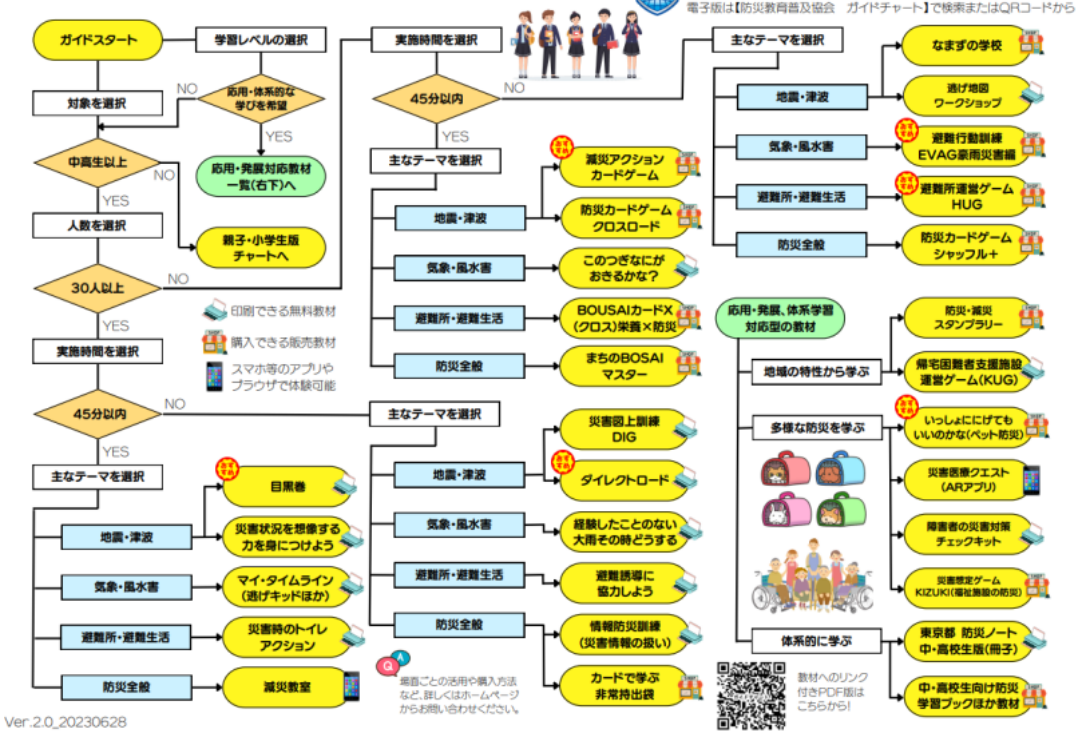 電子版は【防災教育普及協会　ガイドチャート】で検索またはQRコードから
ガイドスタート
学習レベルの選択
応用・体系的な
学びを希望
NO
YES
応用・発展対応教材
一覧(右下)へ
対象を選択
中高生以上
NO
YES
親子・小学生版
チャートへ
人数を選択
30人以上
NO
YES
印刷できる無料教材
購入できる販売教材
スマホ等のアプリや
ブラウザで体験可能
実施時間を選択
45分以内
NO
YES
主なテーマを選択
地震・津波
おすすめ
目黒巻
災害状況を想像する
力を身につけよう
気象・風水害
マイ・タイムライン
(逃げキッドほか)
避難所・避難生活
災害時のトイレ
アクション
防災全般
減災教室
主なテーマを選択
地震・津波
災害図上訓練
DIG
おすすめ
ダイレクトロード
気象・風水害
経験したことのない
大雨その時どうする
避難所・避難生活
避難誘導に
協力しよう
防災全般
情報防災訓練
(災害情報の扱い)
カードで学ぶ
非常持出袋
Q
A
場面ごとの活用や購入方法
など、詳しくはホームページ
からお問い合わせください。
実施時間を選択
45分以内
NO
YES
主なテーマを選択
地震・津波
おすすめ
減災アクション
カードゲーム
防災カードゲーム
クロスロード
気象・風水害
このつぎなにが
おきるかな？
避難所・避難生活
BOUSAIカードX
(クロス)栄養×防災
防災全般
まちのBOSAI
マスター
主なテーマを選択
地震・津波
なまずの学校
逃げ地図
ワークショップ
気象・風水害
おすすめ
避難行動訓練
EVAG豪雨災害編
避難所・避難生活
おすすめ
避難所運営ゲーム
HUG
防災全般
防災カードゲーム
シャッフル＋
応用・発展、体系学習
対応型の教材
地域の特性から学ぶ
防災・減災
スタンプラリー
帰宅困難者支援施設
運営ゲーム(KUG)
多様な防災を学ぶ
おすすめ
いっしょににげても
いいのかな(ペット防災)
災害医療クエスト
(ARアプリ)
障害者の災害対策
チェックキット
災害想定ゲーム
KIZUKI(福祉施設の防災)
体系的に学ぶ
東京都 防災ノート
中・高校生版(冊子)
中・高校生向け防災
学習ブックほか教材
教材へのリンク
付きPDF版は
こちらから！
Ver.2.0_20230628